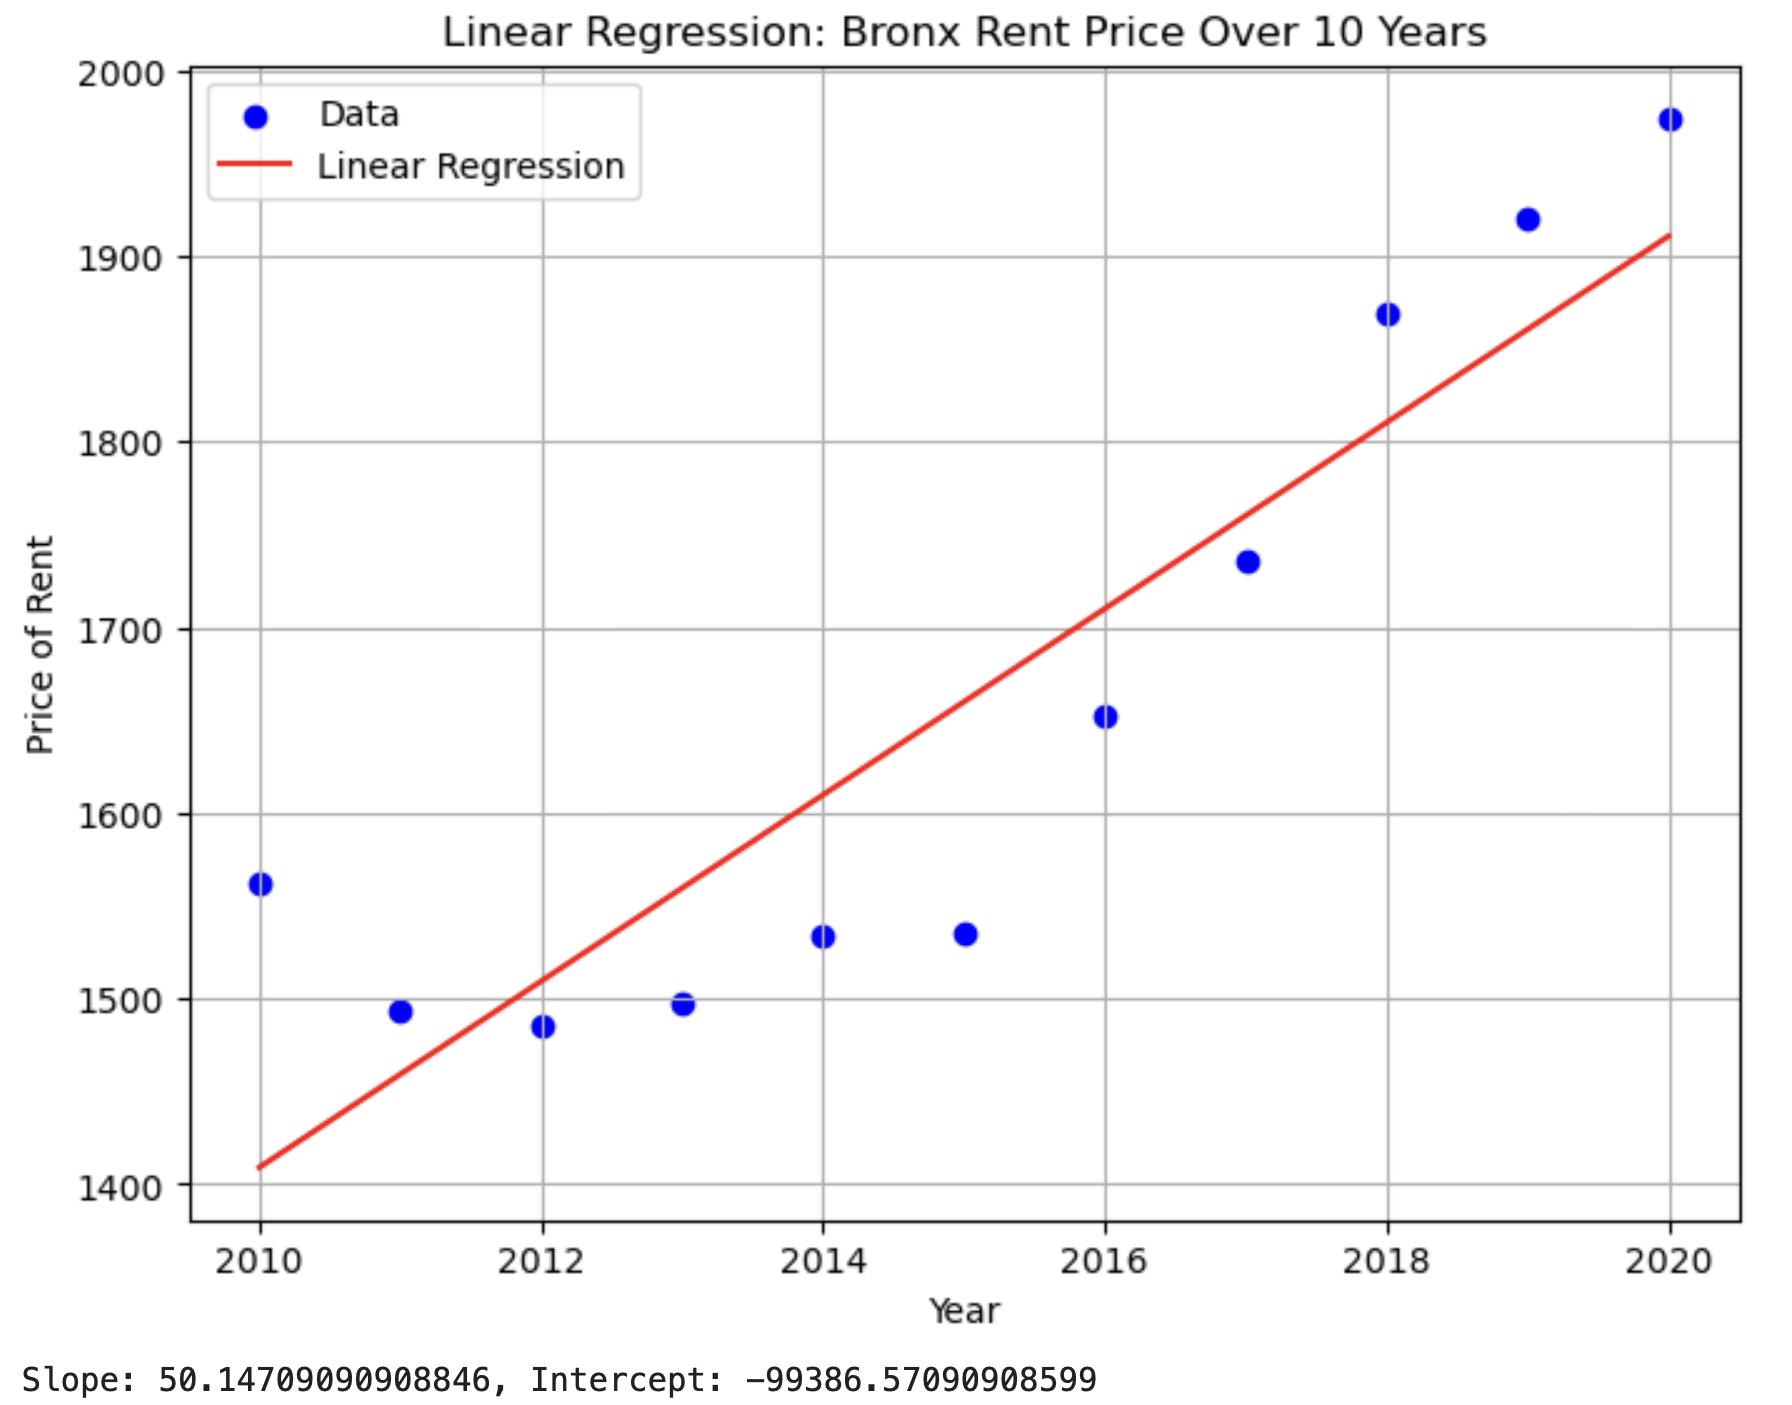 Linear Regression: Bronx Rent Price Over 10 Years
2000
Data
Linear Regression
1900
1800
1700
1600
1500
1400
Price of Rent
2010 2012 2014 2016 2018 2020
Year
Slope: 50.14709090908846, Intercept: −99386.57090908599